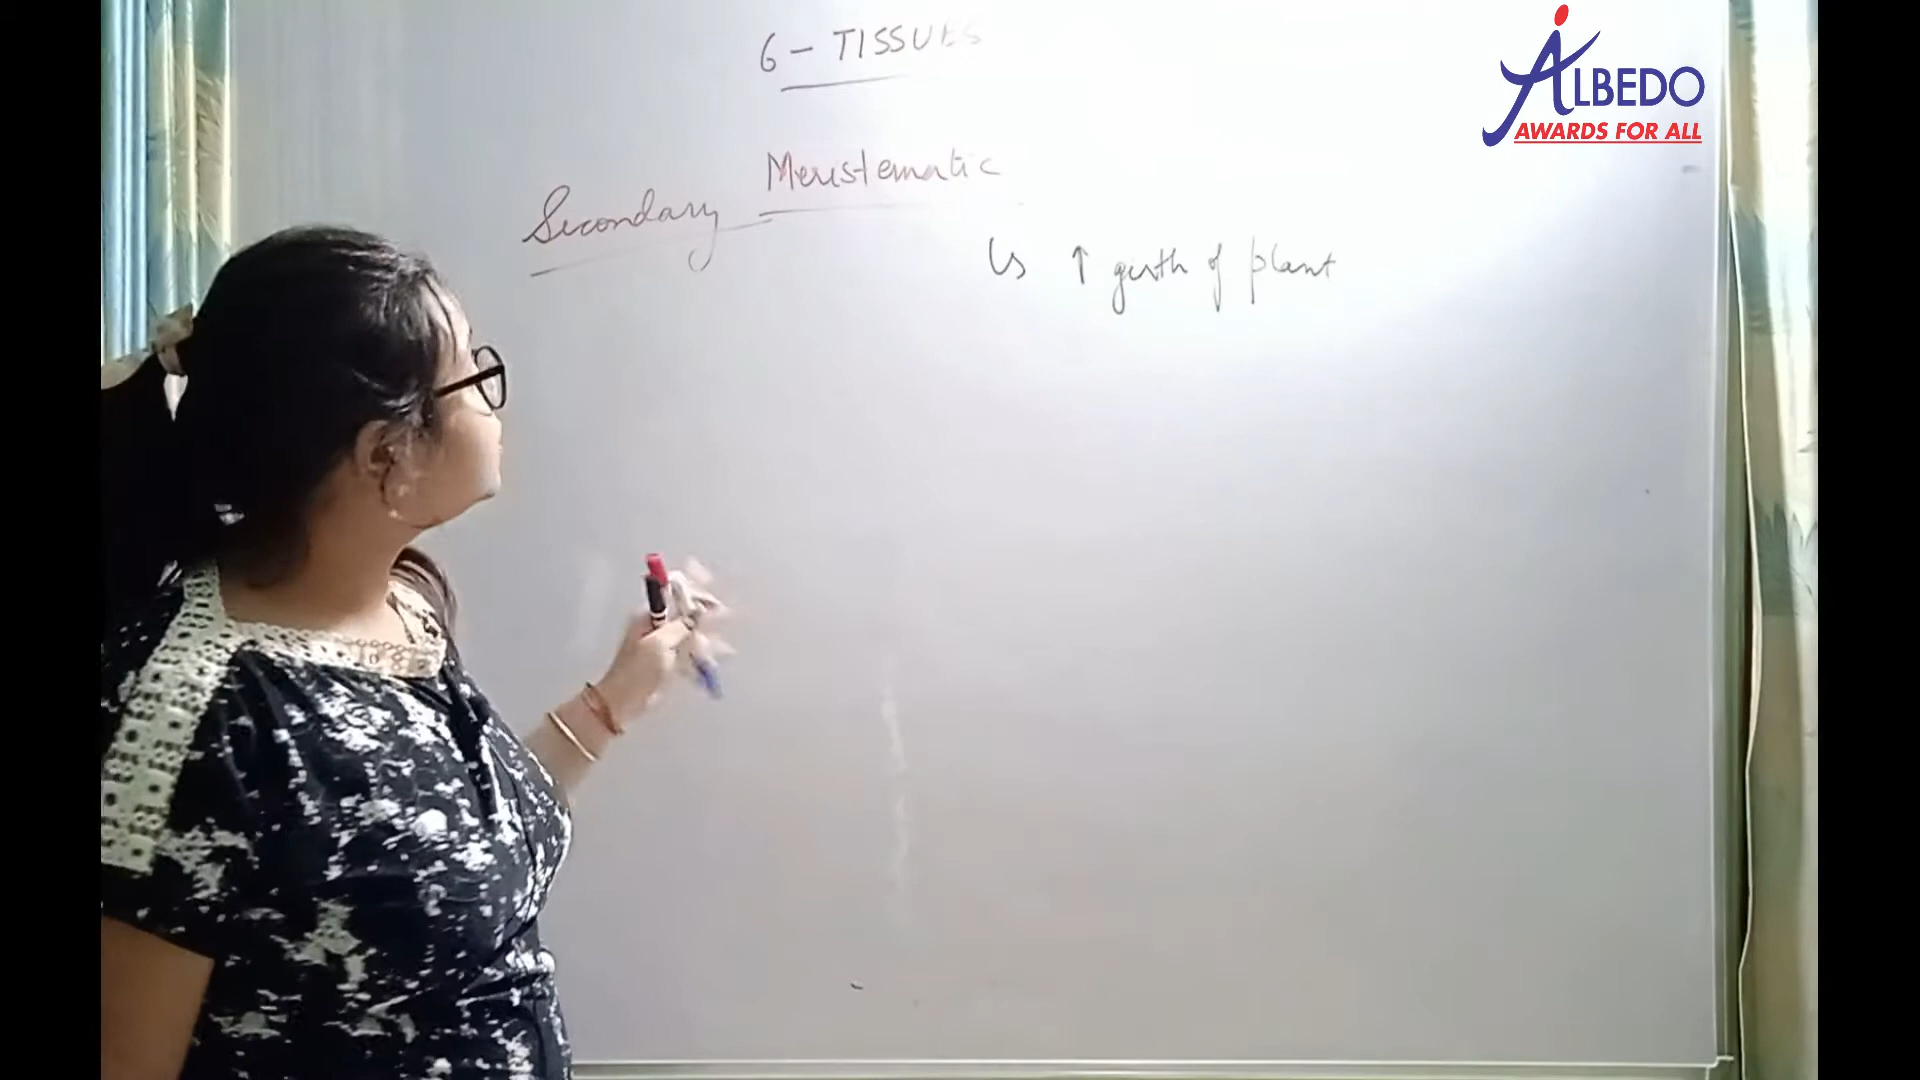 6 - TISSUES
Secondary Meristematic
↳ ↑ girth of plant
ALBEDO
AWARDS FOR ALL